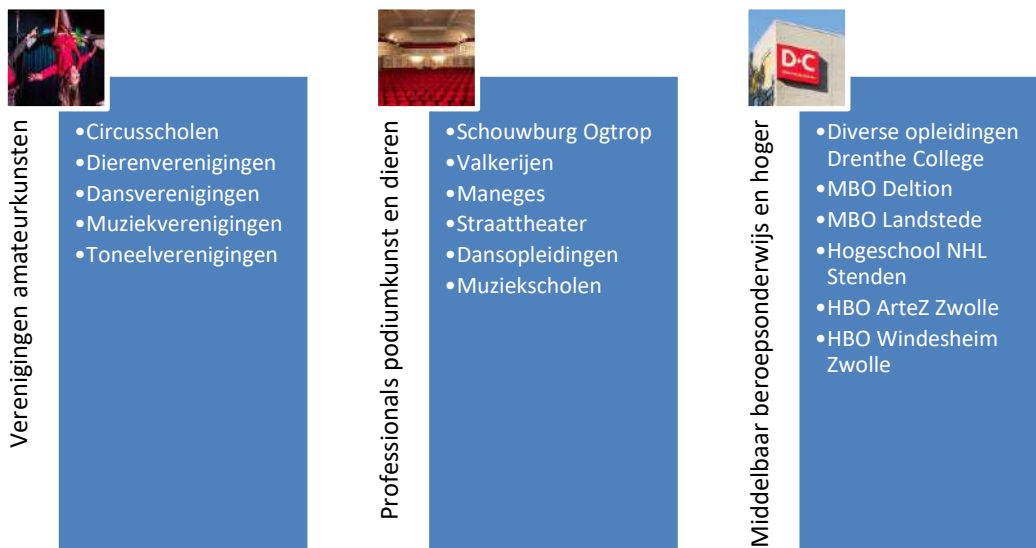 Verenigingen amateurkunsten
•Circusscholen
•Dierenverenigingen
•Dansverenigingen
•Muziekverenigingen
•Toneelverenigingen
Professionals podiumkunst en dieren
•Schouwburg Ogtrop
•Valkerijen
•Maneges
•Straattheater
•Dansopleidingen
•Muziekscholen
D·C
Middelbaar beroepsonderwijs en hoger
•Diverse opleidingen
Drenthe College
•MBO Deltion
•MBO Landstede
•Hogeschool NHL
Stenden
•HBO ArteZ Zwolle
•HBO Windesheim
Zwolle